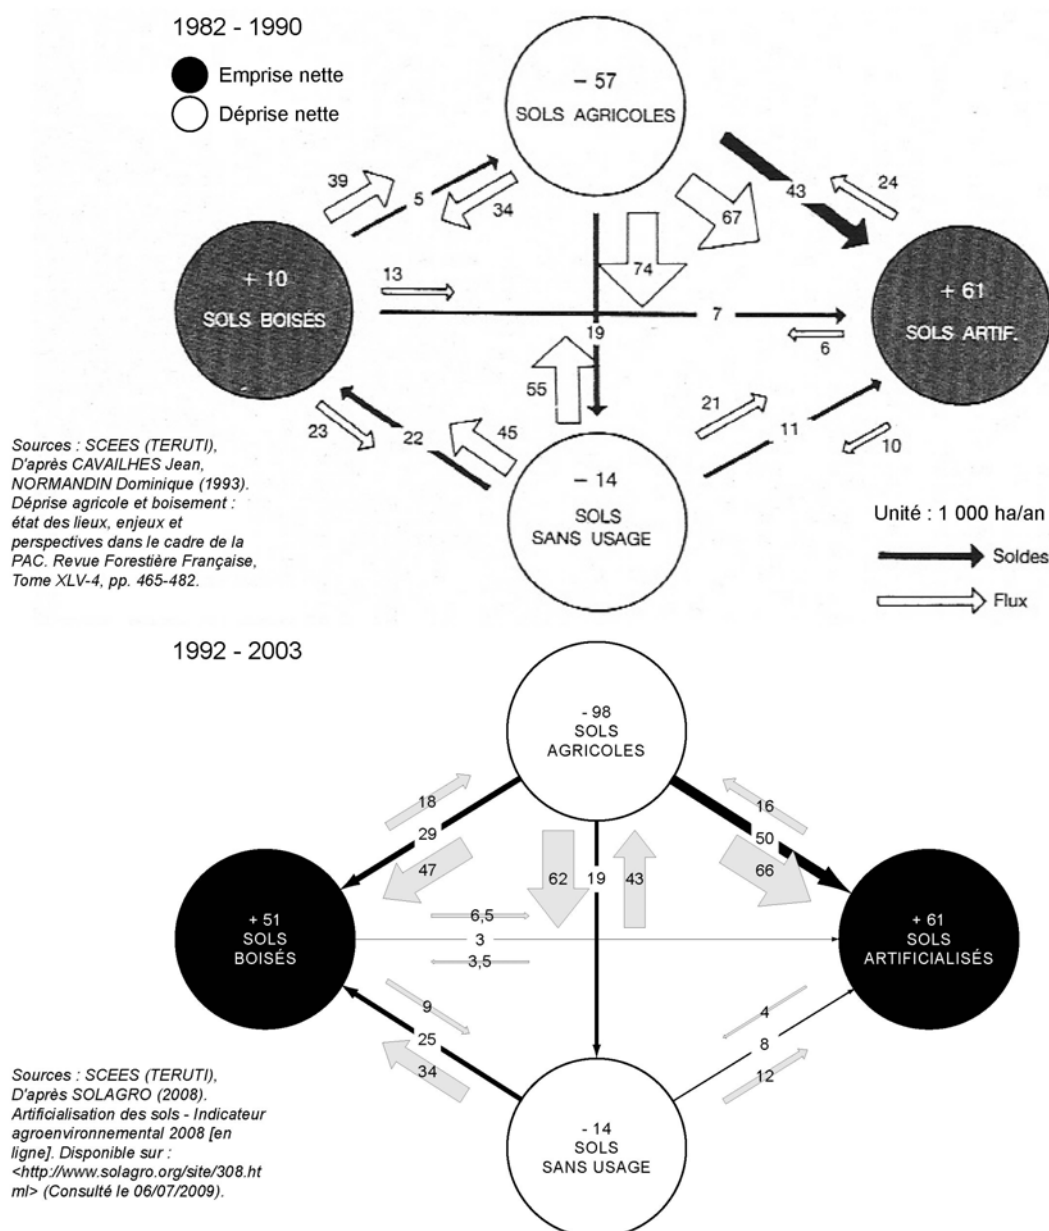 1982 - 1990
Emprise nette
Déprise nette
− 57
SOLS AGRICOLES
39
5
34
67
43
24
74
+ 10
SOLS BOISÉS
13
7
19
6
+ 61
SOLS ARTIF.
55
21
11
10
23
22
45
− 14
SOLS
SANS USAGE
Sources : SCEES (TERUTI),
D'après CAVAILHES Jean,
NORMANDIN Dominique (1993).
Déprise agricole et boisement :
état des lieux, enjeux et
perspectives dans le cadre de la
PAC. Revue Forestière Française,
Tome XLV-4, pp. 465-482.
Unité : 1 000 ha/an
Soldes
Flux
1992 - 2003
- 98
SOLS
AGRICOLES
18
29
47
62
19
43
16
50
66
+ 51
SOLS
BOISÉS
6,5
3
3,5
+ 61
SOLS
ARTIFICIALISÉS
9
25
34
4
8
12
- 14
SOLS
SANS USAGE
Sources : SCEES (TERUTI),
D'après SOLAGRO (2008).
Artificialisation des sols - Indicateur
agroenvironnemental 2008 [en
ligne]. Disponible sur :
<http://www.solagro.org/site/308.ht
ml> (Consulté le 06/07/2009).